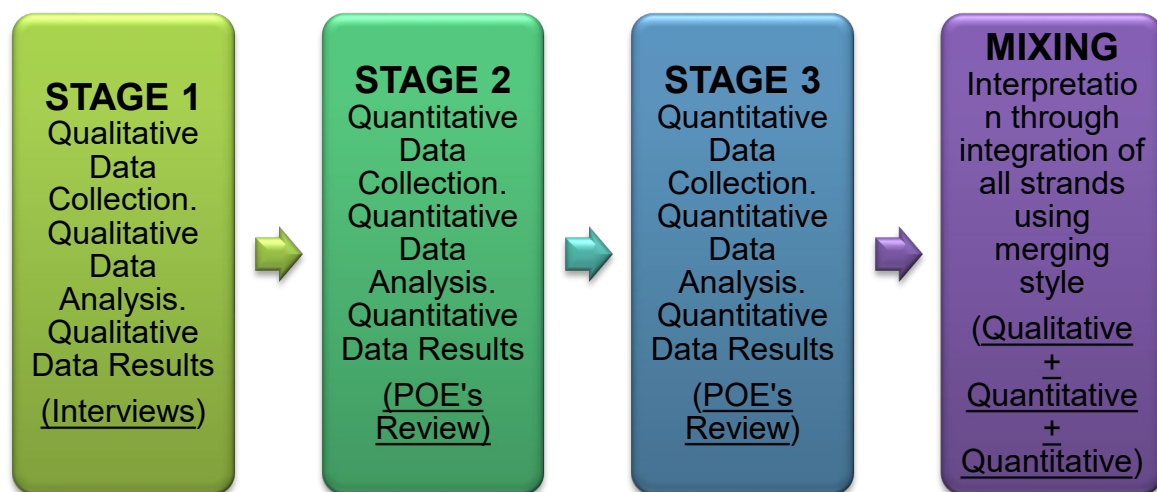 STAGE 1
Qualitative
Data
Collection.
Qualitative
Data
Analysis.
Qualitative
Data Results
(Interviews)
STAGE 2
Quantitative
Data
Collection.
Quantitative
Data
Analysis.
Quantitative
Data Results
(POE's
Review)
STAGE 3
Quantitative
Data
Collection.
Quantitative
Data
Analysis.
Quantitative
Data Results
(POE's
Review)
MIXING
Interpretatio
n through
integration of
all strands
using
merging
style
(Qualitative
+
Quantitative
+
Quantitative)